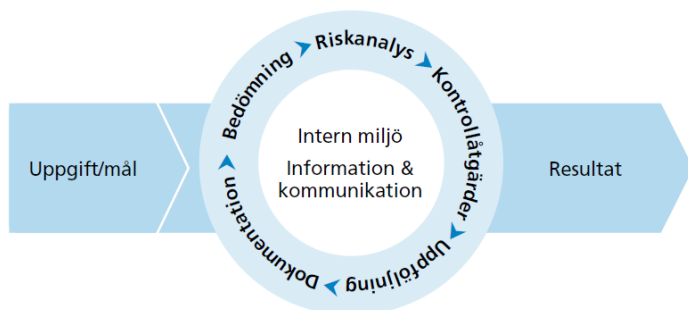 Uppgift/mål
Bedömning
Riskanalys
Kontrollåtgärder
Uppföljning
Dokumentation
Intern miljö
Information &
kommunikation
Resultat